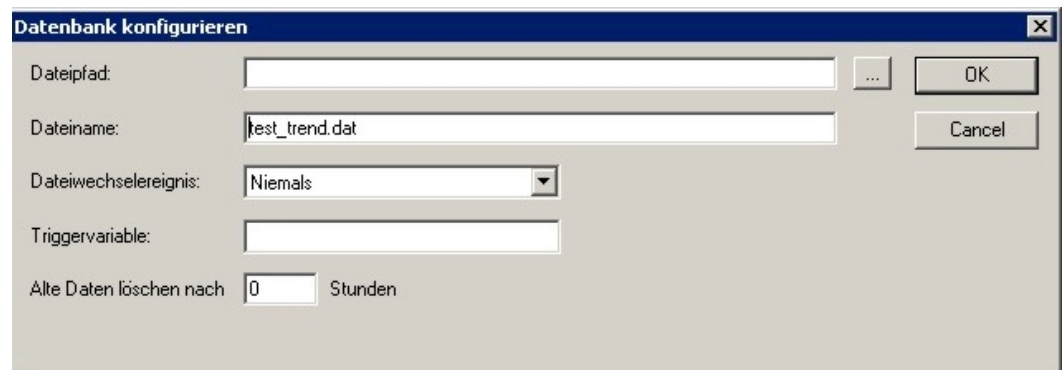 Datenbank konfigurieren
Dateipfad: ... OK
Dateiname: test_trend.dat Cancel
Dateiwechselereignis: Niemals
Triggervariable:
Alte Daten löschen nach 0 Stunden